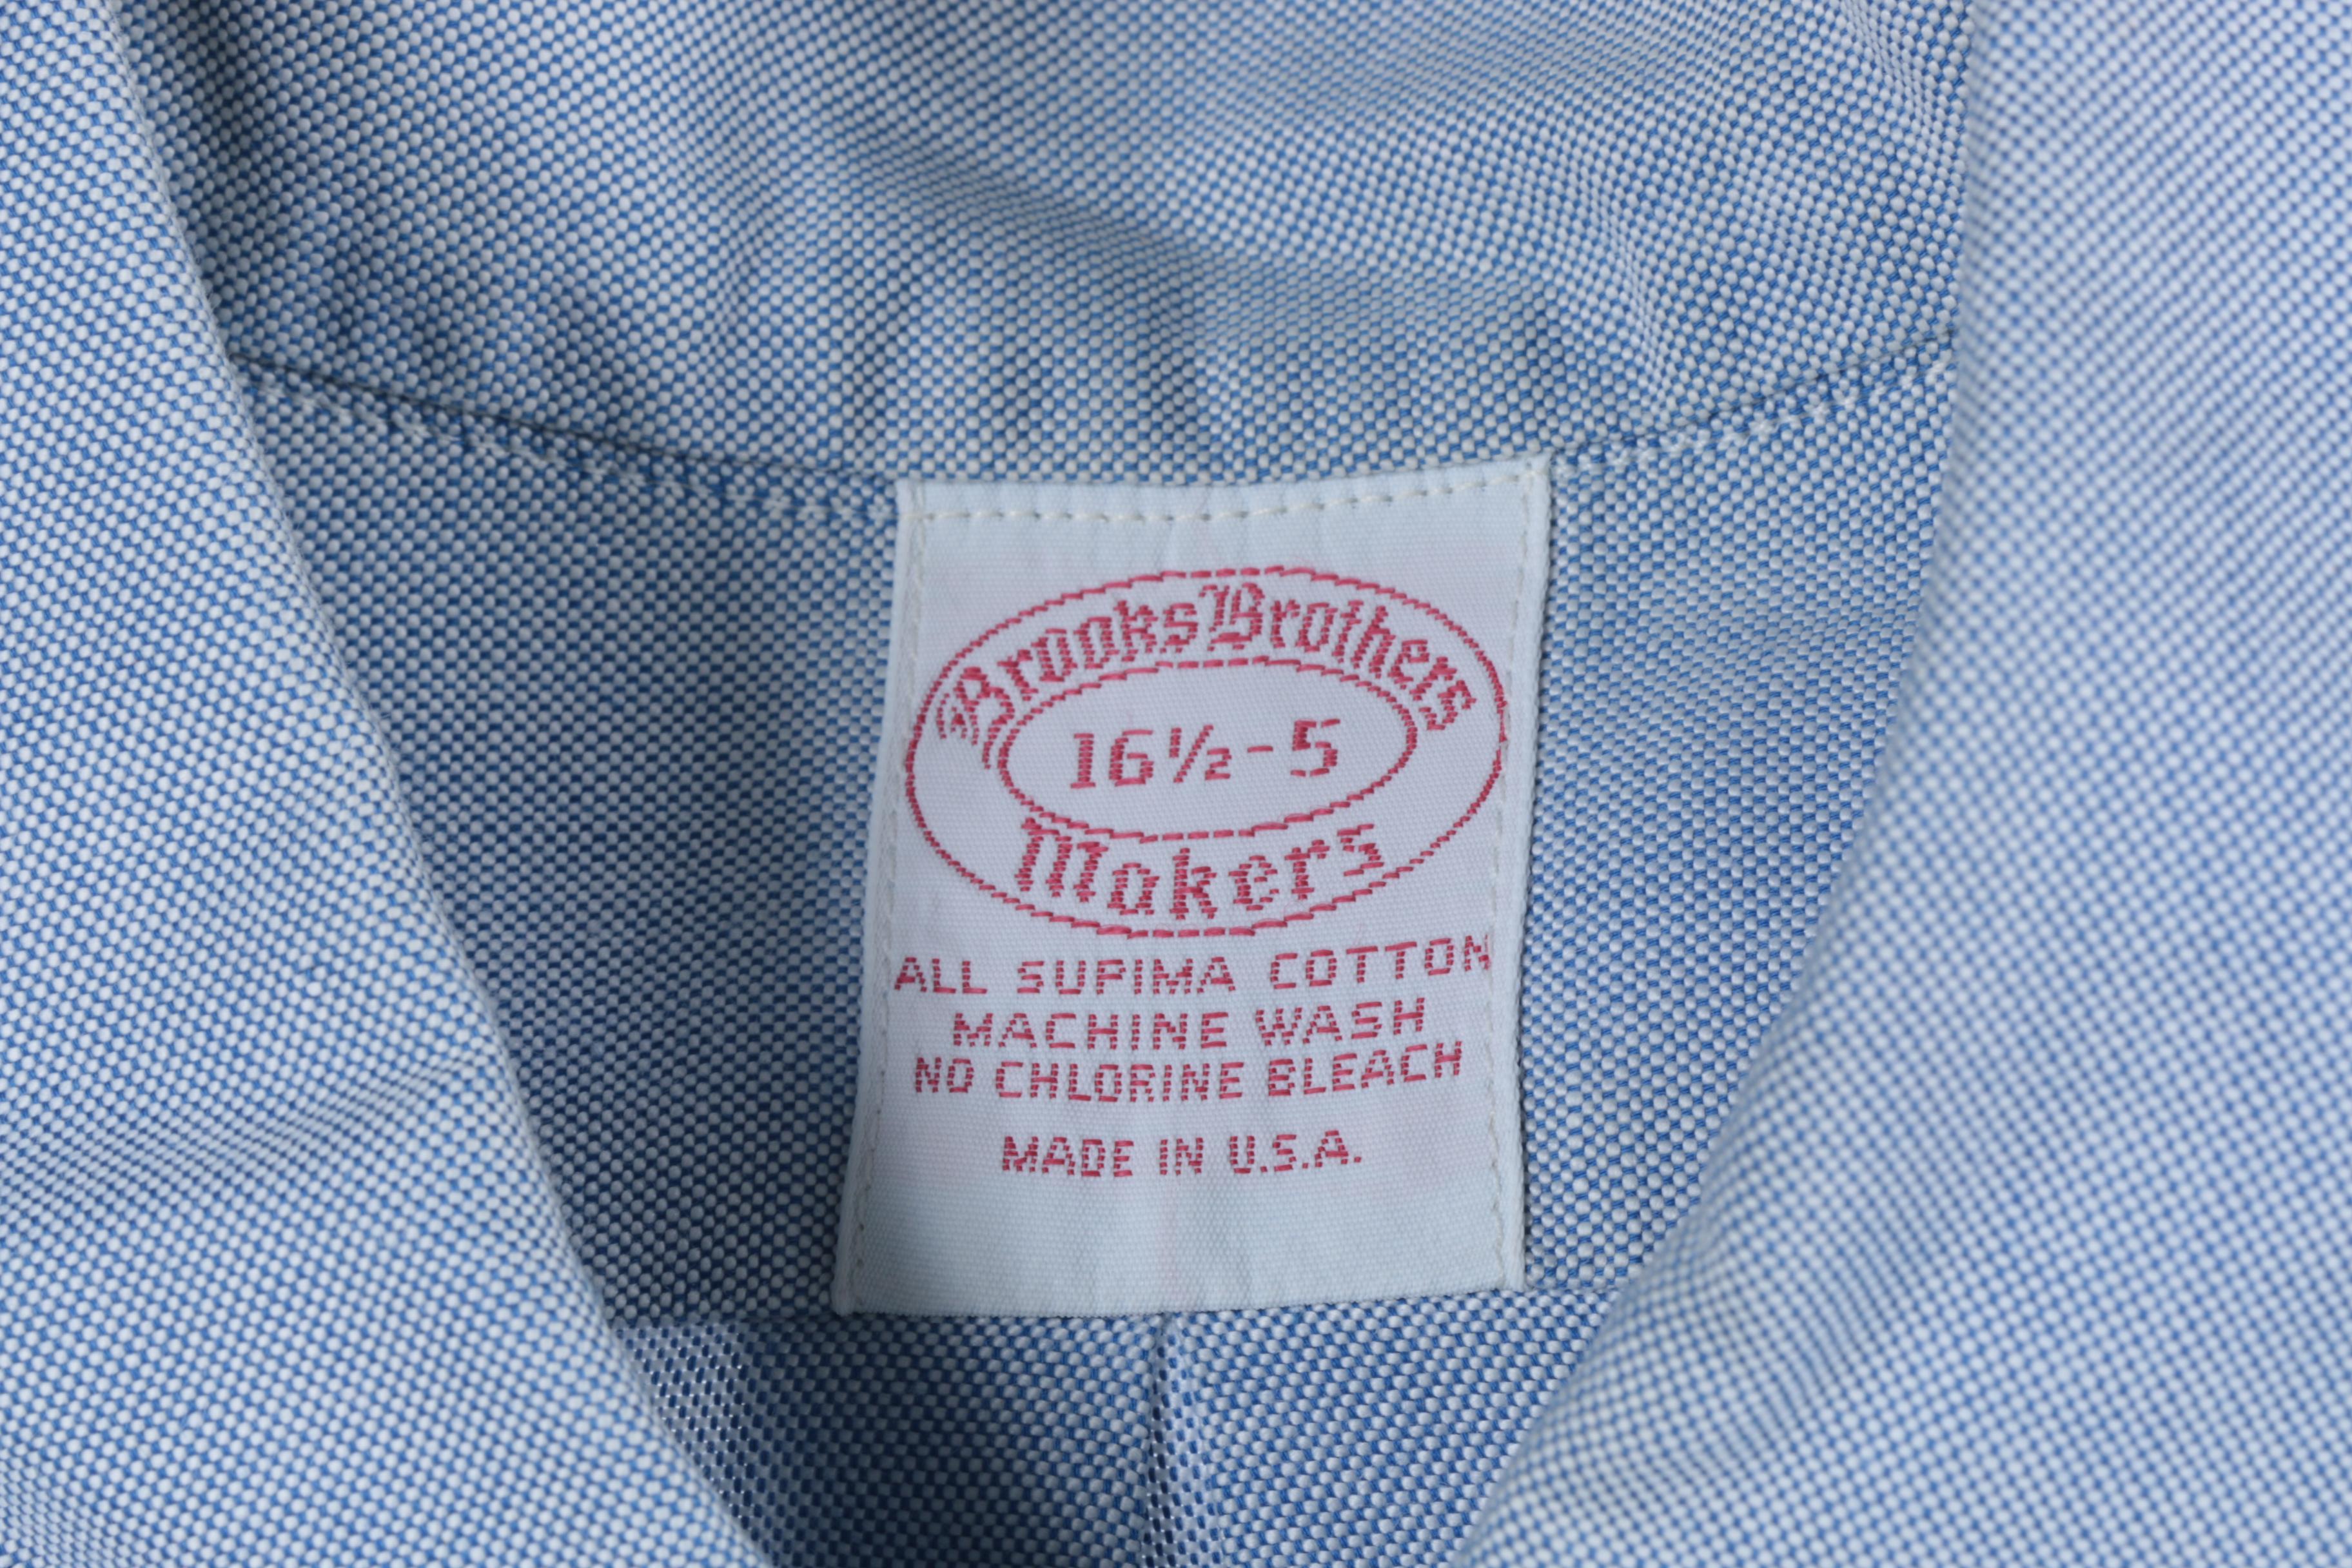 Brooks Brothers
16½-5
Makers
ALL SUPIMA COTTON
MACHINE WASH
NO CHLORINE BLEACH
MADE IN U.S.A.